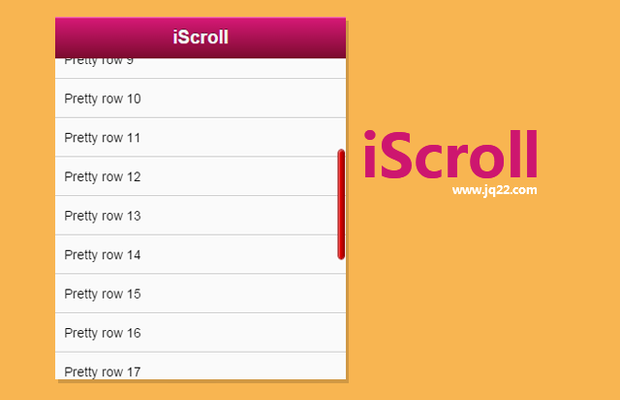 iScroll
Pretty row 9
Pretty row 10
Pretty row 11
Pretty row 12
Pretty row 13
Pretty row 14
Pretty row 15
Pretty row 16
Pretty row 17
iScroll
www.jq22.com